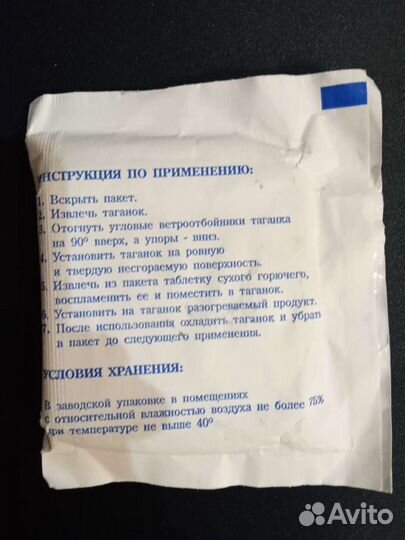 ИНСТРУКЦИЯ ПО ПРИМЕНЕНИЮ:
1. Вскрыть пакет.
2. Извлечь таганок.
3. Отогнуть угловые ветроотбойники таганка
на 90° вверх, а упоры - вниз.
4. Установить таганок на ровную
и твердую несгораемую поверхность.
5. Извлечь из пакета таблетку сухого горючего,
воспламенить ее и поместить в таганок.
6. Установить на таганок разогреваемый продукт.
7. После использования охладить таганок и убрать
в пакет до следующего применения.
УСЛОВИЯ ХРАНЕНИЯ:
В заводской упаковке в помещениях
с относительной влажностью воздуха не более 75%
при температуре не выше 40°
Avito